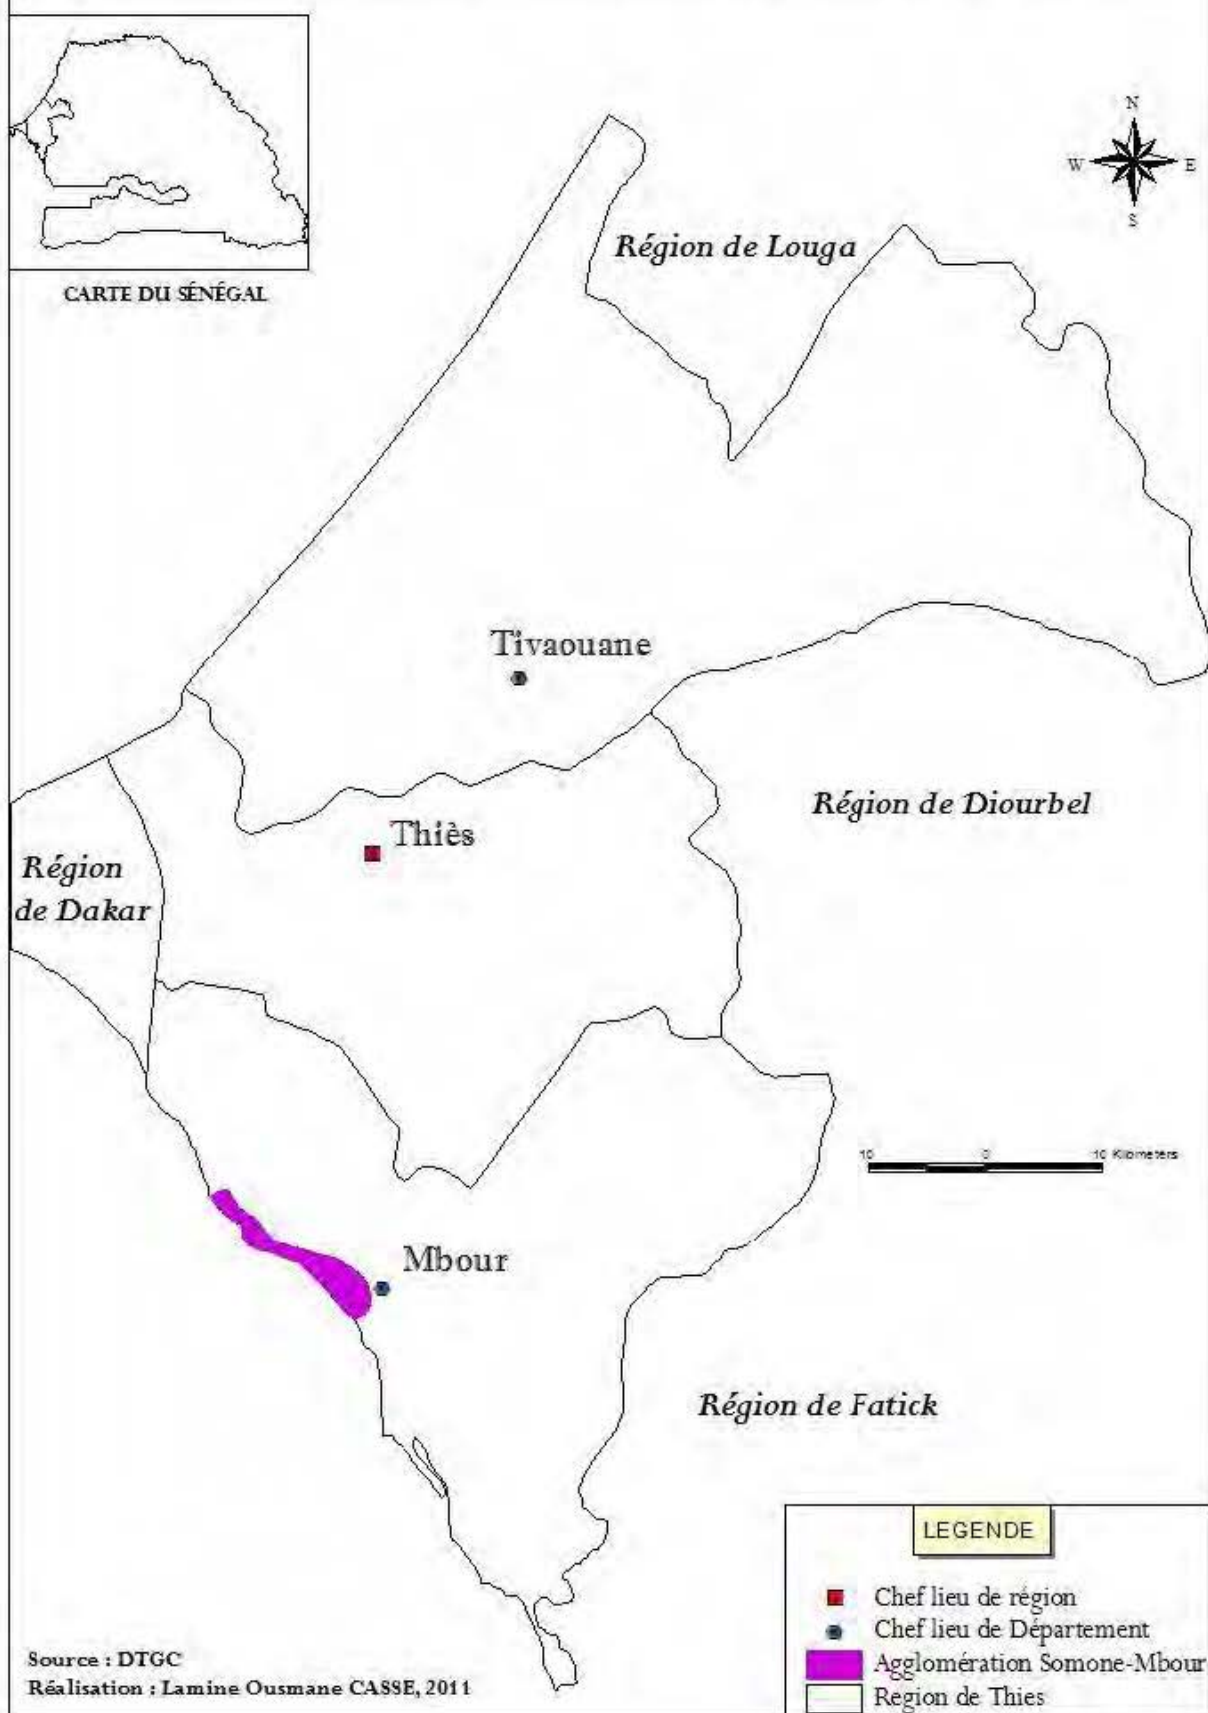 CARTE DU SÉNÉGAL
N
W
E
S
Région de Louga
Tivaouane
Région de Diourbel
Thiès
Région
de Dakar
10 0 10 Kilometers
Mbour
Région de Fatick
LEGENDE
Chef lieu de région
Chef lieu de Département
Agglomération Somone-Mbour
Region de Thies
Source : DTGC
Réalisation : Lamine Ousmane CASSE, 2011